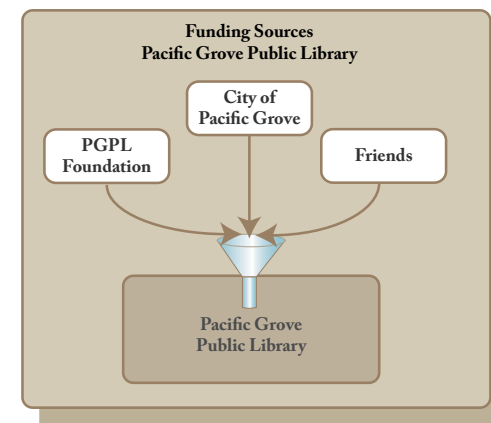 Funding Sources
Pacific Grove Public Library
City of
Pacific Grove
PGPL
Foundation
Friends
Pacific Grove
Public Library